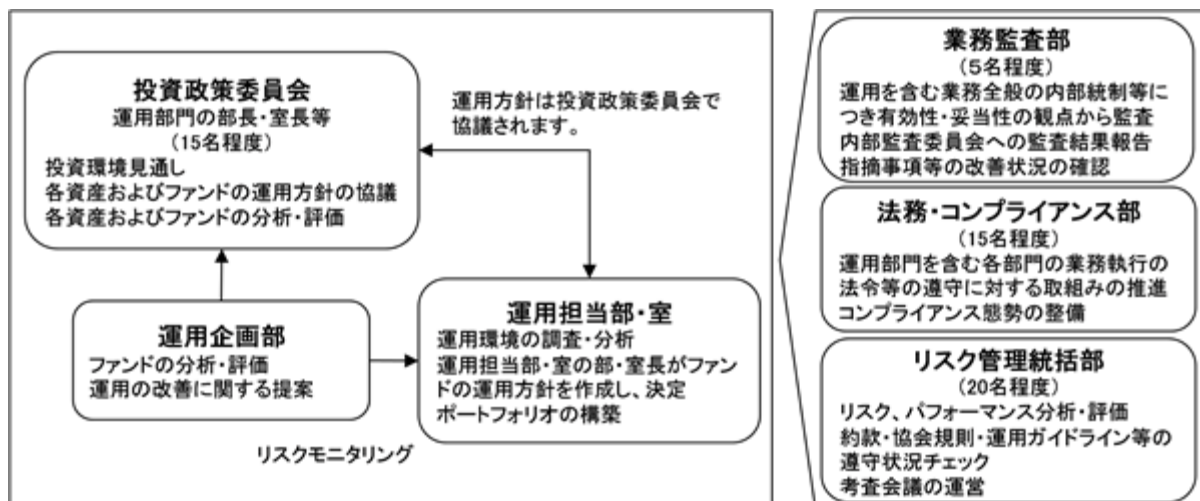 投資政策委員会
運用部門の部長・室長等
(15名程度)
投資環境見通し
各資産およびファンドの運用方針の協議
各資産およびファンドの分析・評価
運用方針は投資政策委員会で
協議されます。
運用企画部
ファンドの分析・評価
運用の改善に関する提案
運用担当部・室
運用環境の調査・分析
運用担当部・室の部・室長がファン
ドの運用方針を作成し、決定
ポートフォリオの構築
リスクモニタリング
業務監査部
(5名程度)
運用を含む業務全般の内部統制等に
つき有効性・妥当性の観点から監査
内部監査委員会への監査結果報告
指摘事項等の改善状況の確認
法務・コンプライアンス部
(15名程度)
運用部門を含む各部門の業務執行の
法令等の遵守に対する取組みの推進
コンプライアンス態勢の整備
リスク管理統括部
(20名程度)
リスク、パフォーマンス分析・評価
約款・協会規則・運用ガイドライン等の
遵守状況チェック
考査会議の運営